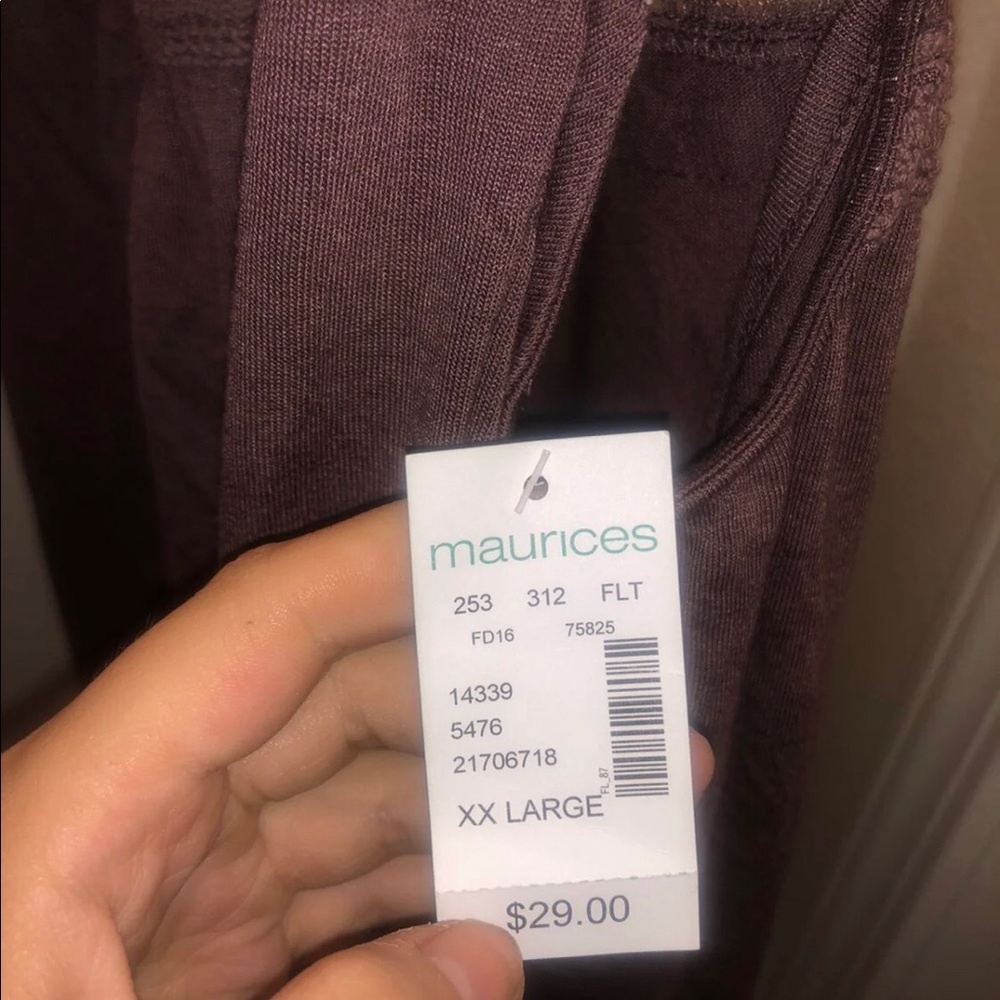 maurices
253 312 FLT
FD16 75825
14339
5476
21706718
FL_87
XX LARGE
$29.00